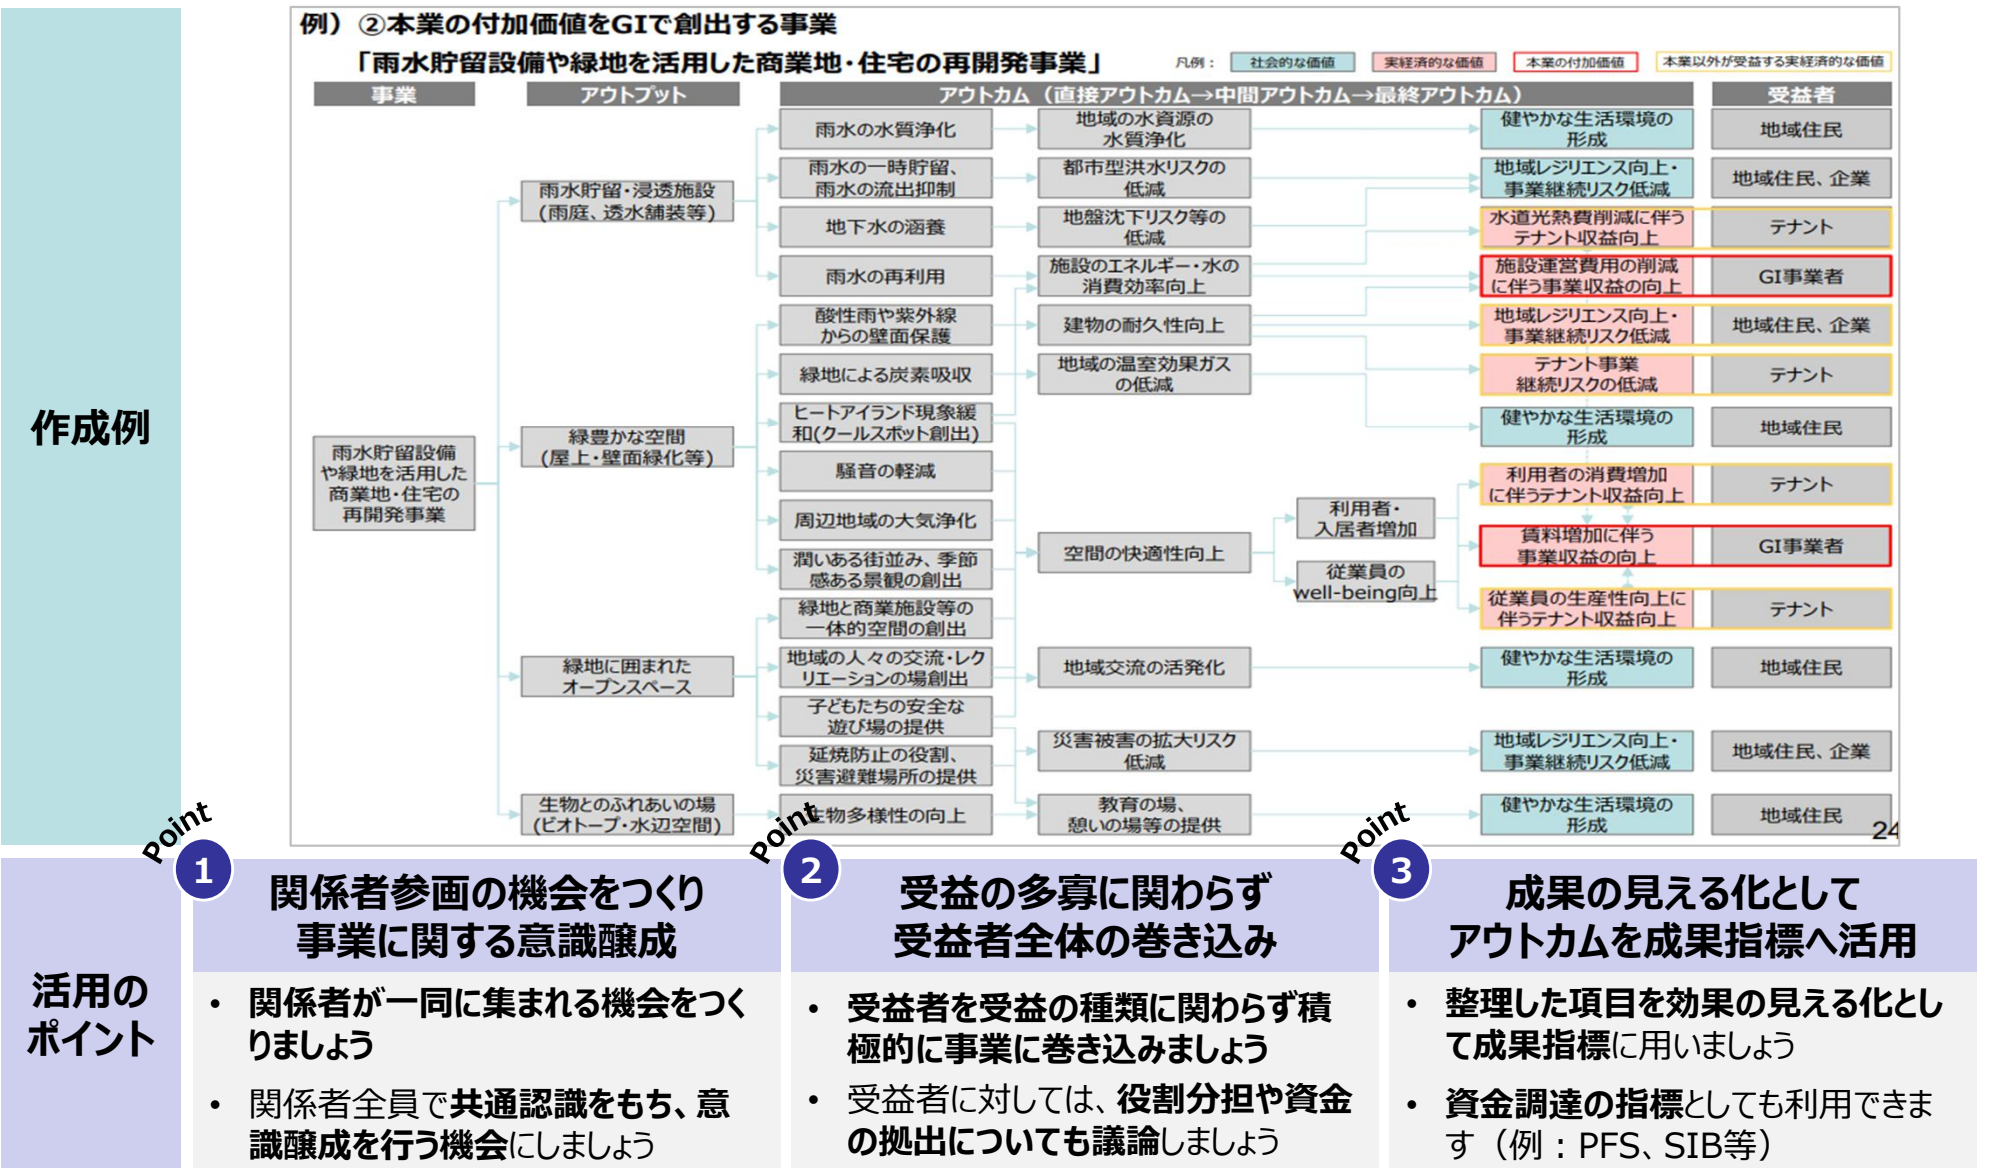 例）②本業の付加価値をGIで創出する事業
「雨水貯留設備や緑地を活用した商業地・住宅の再開発事業」
凡例：
社会的な価値
実経済的な価値
本業の付加価値
本業以外が受益する実経済的な価値
事業
アウトプット
アウトカム（直接アウトカム→中間アウトカム→最終アウトカム）
受益者
作成例
雨水貯留設備
や緑地を活用した
商業地・住宅の
再開発事業
雨水貯留・浸透施設
(雨庭、透水舗装等)
緑豊かな空間
(屋上・壁面緑化等)
緑地に囲まれた
オープンスペース
生物とのふれあいの場
(ビオトープ・水辺空間)
雨水の水質浄化
雨水の一時貯留、
雨水の流出抑制
地下水の涵養
雨水の再利用
酸性雨や紫外線
からの壁面保護
緑地による炭素吸収
ヒートアイランド現象緩
和(クールスポット創出)
騒音の軽減
周辺地域の大気浄化
潤いある街並み、季節
感ある景観の創出
緑地と商業施設等の
一体的空間の創出
地域の人々の交流・レク
リエーションの場創出
子どもたちの安全な
遊び場の提供
延焼防止の役割、
災害避難場所の提供
生物多様性の向上
地域の水資源の
水質浄化
都市型洪水リスクの
低減
地盤沈下リスク等の
低減
施設のエネルギー・水の
消費効率向上
建物の耐久性向上
地域の温室効果ガス
の低減
空間の快適性向上
地域交流の活発化
災害被害の拡大リスク
低減
教育の場、
憩いの場等の提供
利用者・
入居者増加
従業員の
well-being向上
健やかな生活環境の
形成
地域住民
地域レジリエンス向上・
事業継続リスク低減
地域住民、企業
水道光熱費削減に伴う
テナント収益向上
テナント
施設運営費用の削減
に伴う事業収益の向上
GI事業者
地域レジリエンス向上・
事業継続リスク低減
地域住民、企業
テナント事業
継続リスクの低減
テナント
健やかな生活環境の
形成
地域住民
利用者の消費増加
に伴うテナント収益向上
テナント
賃料増加に伴う
事業収益の向上
GI事業者
従業員の生産性向上に
伴うテナント収益向上
テナント
健やかな生活環境の
形成
地域住民
地域レジリエンス向上・
事業継続リスク低減
地域住民、企業
健やかな生活環境の
形成
地域住民
24
活用の
ポイント
Point
1
関係者参画の機会をつくり
事業に関する意識醸成
• 関係者が一同に集まれる機会をつく
りましょう
• 関係者全員で共通認識をもち、意
識醸成を行う機会にしましょう
Point
2
受益の多寡に関わらず
受益者全体の巻き込み
• 受益者を受益の種類に関わらず積
極的に事業に巻き込みましょう
• 受益者に対しては、役割分担や資金
の拠出についても議論しましょう
Point
3
成果の見える化として
アウトカムを成果指標へ活用
• 整理した項目を効果の見える化とし
て成果指標に用いましょう
• 資金調達の指標としても利用できま
す（例：PFS、SIB等）